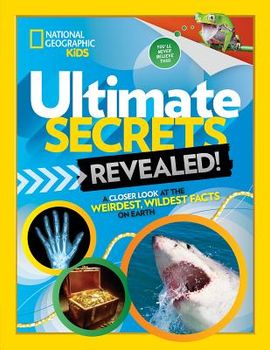 NATIONAL
GEOGRAPHIC
KiDS
YOU'LL
NEVER
BELIEVE
THIS!
Ultimate
SECRETS
REVEALED!
A CLOSER LOOK AT THE
WEIRDEST, WILDEST FACTS
ON EARTH